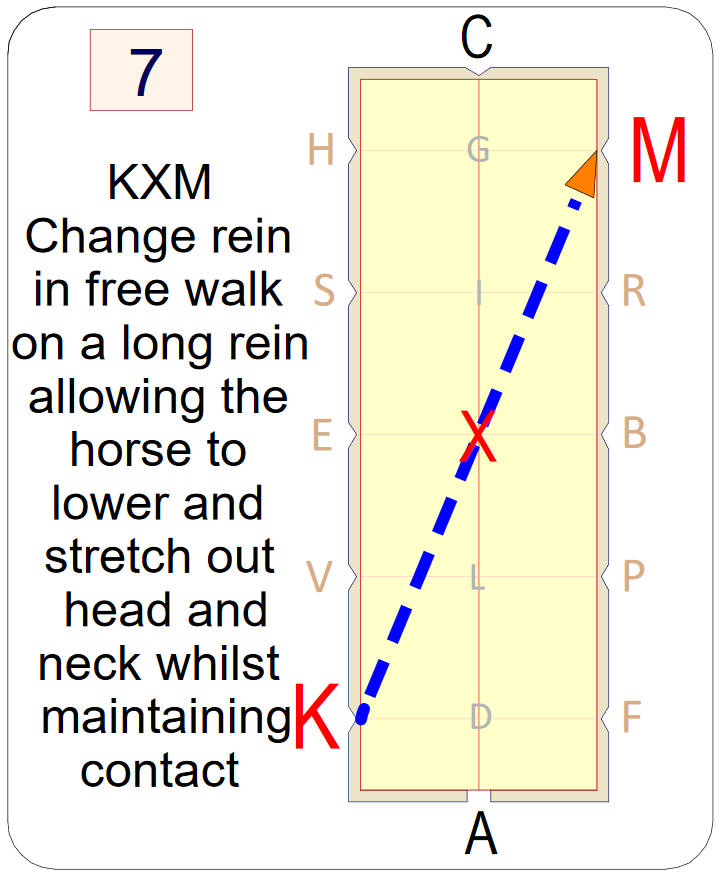 7
KXM
Change rein
in free walk
on a long rein
allowing the
horse to
lower and
stretch out
head and
neck whilst
maintaining
contact
C
H G M
S I R
E X B
V L P
K D F
A